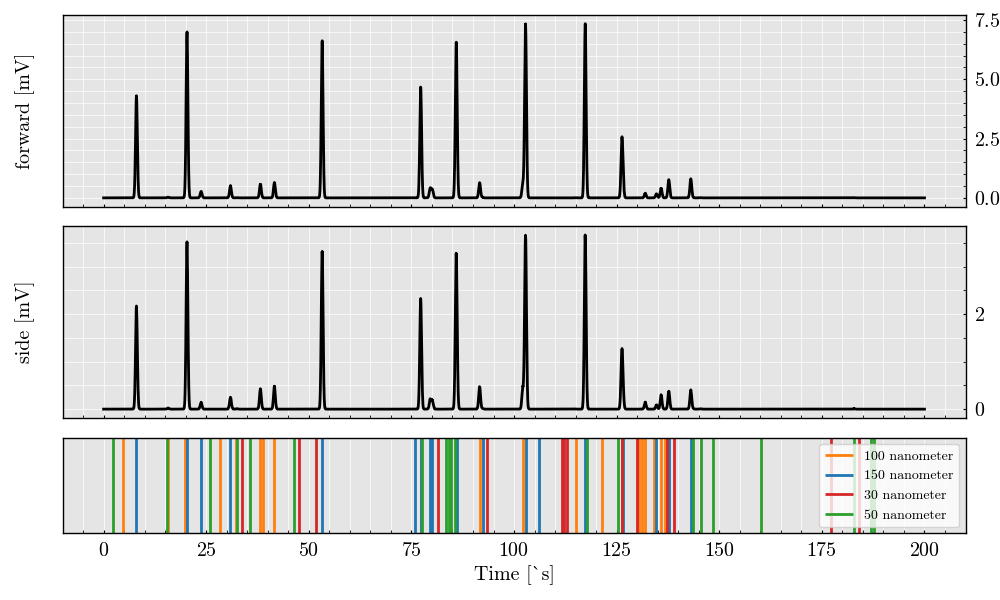 forward [mV]
7.5
5.0
2.5
0.0
side [mV]
2
0
100 nanometer
150 nanometer
30 nanometer
50 nanometer
0 25 50 75 100 125 150 175 200
Time [`s]